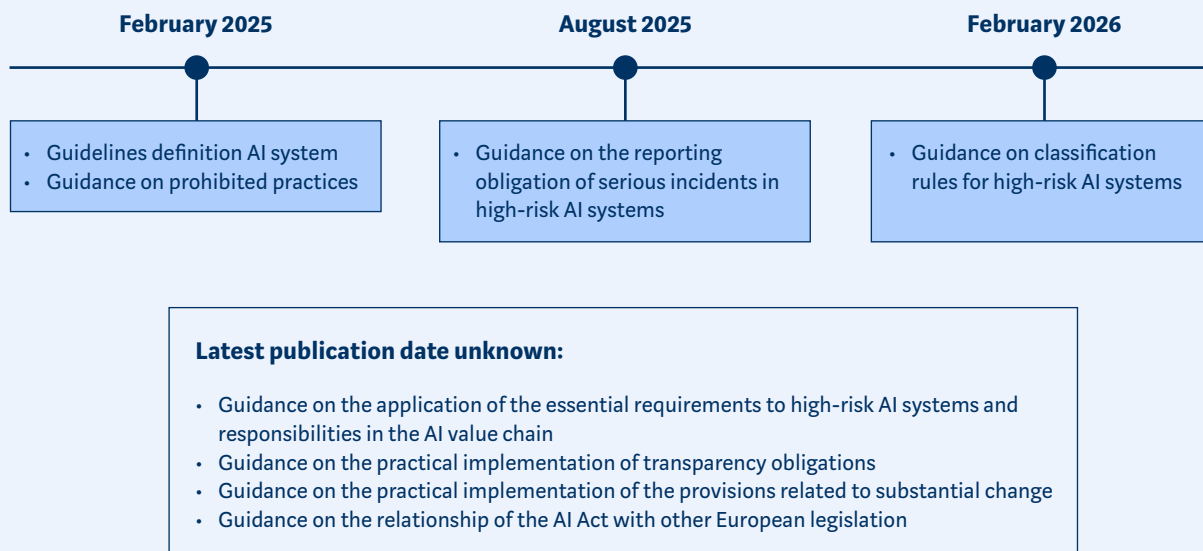 February 2025
August 2025
February 2026
• Guidelines definition AI system
• Guidance on prohibited practices
• Guidance on the reporting
obligation of serious incidents in
high-risk AI systems
• Guidance on classification
rules for high-risk AI systems
Latest publication date unknown:
• Guidance on the application of the essential requirements to high-risk AI systems and
responsibilities in the AI value chain
• Guidance on the practical implementation of transparency obligations
• Guidance on the practical implementation of the provisions related to substantial change
• Guidance on the relationship of the AI Act with other European legislation